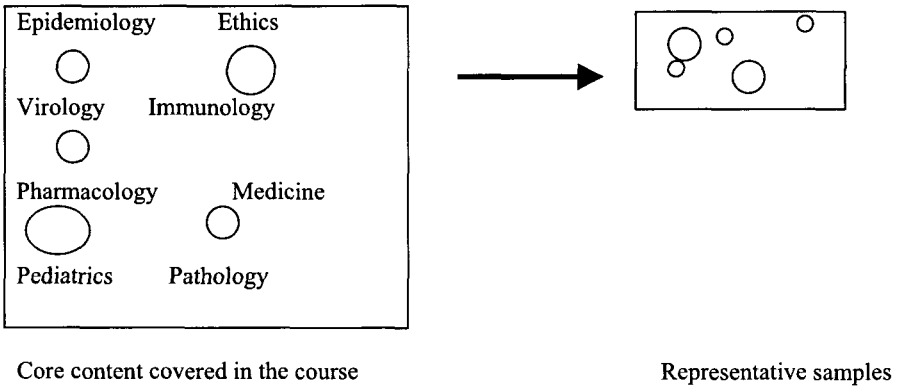 Epidemiology Ethics
Virology Immunology
Pharmacology Medicine
Pediatrics Pathology
Core content covered in the course Representative samples